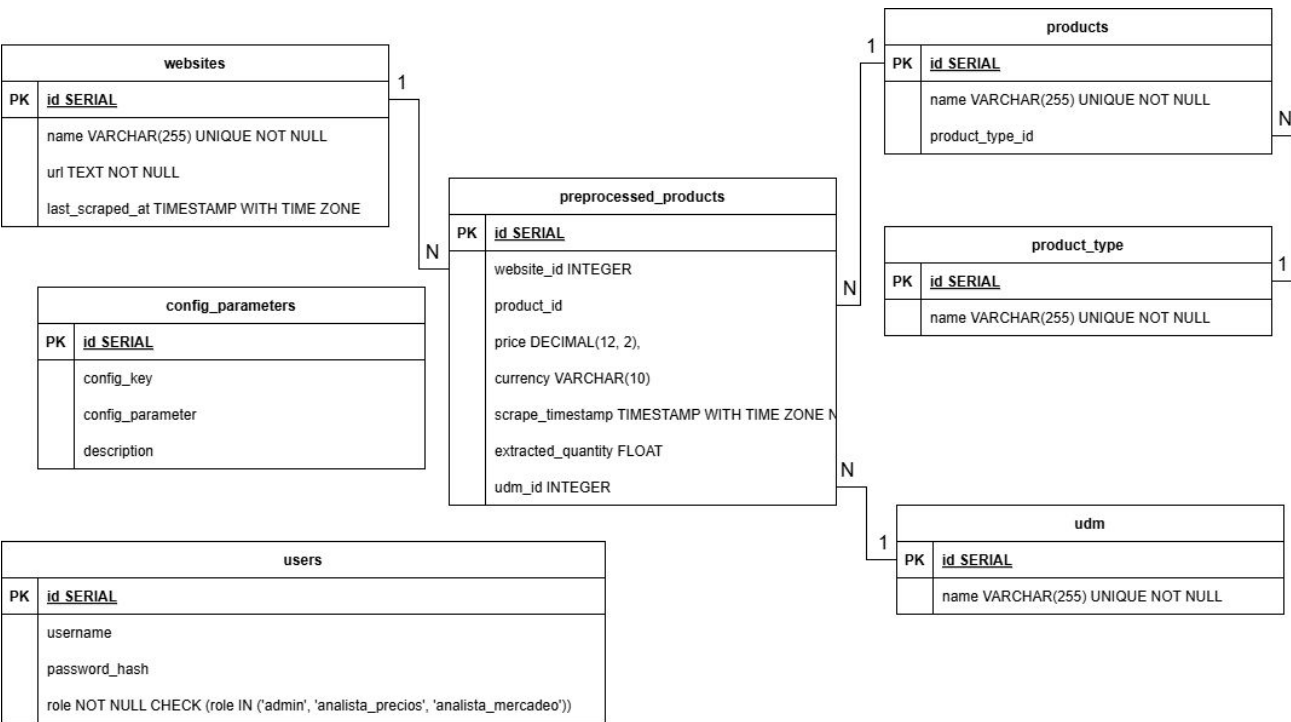 websites
PK id SERIAL
name VARCHAR(255) UNIQUE NOT NULL
url TEXT NOT NULL
last_scraped_at TIMESTAMP WITH TIME ZONE
1
N
config_parameters
PK id SERIAL
config_key
config_parameter
description
preprocessed_products
PK id SERIAL
website_id INTEGER
product_id
price DECIMAL(12, 2),
currency VARCHAR(10)
scrape_timestamp TIMESTAMP WITH TIME ZONE N
extracted_quantity FLOAT
udm_id INTEGER
1
N
N
1
products
PK id SERIAL
name VARCHAR(255) UNIQUE NOT NULL
product_type_id
N
product_type
PK id SERIAL
name VARCHAR(255) UNIQUE NOT NULL
1
udm
PK id SERIAL
name VARCHAR(255) UNIQUE NOT NULL
users
PK id SERIAL
username
password_hash
role NOT NULL CHECK (role IN ('admin', 'analista_precios', 'analista_mercadeo'))